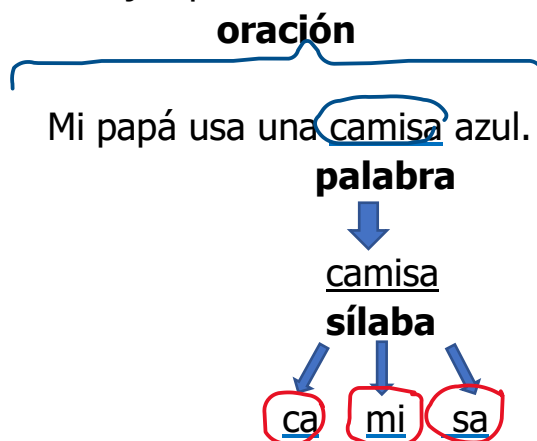 oración
Mi papá usa una camisa azul.
palabra
camisa
sílaba
ca mi sa